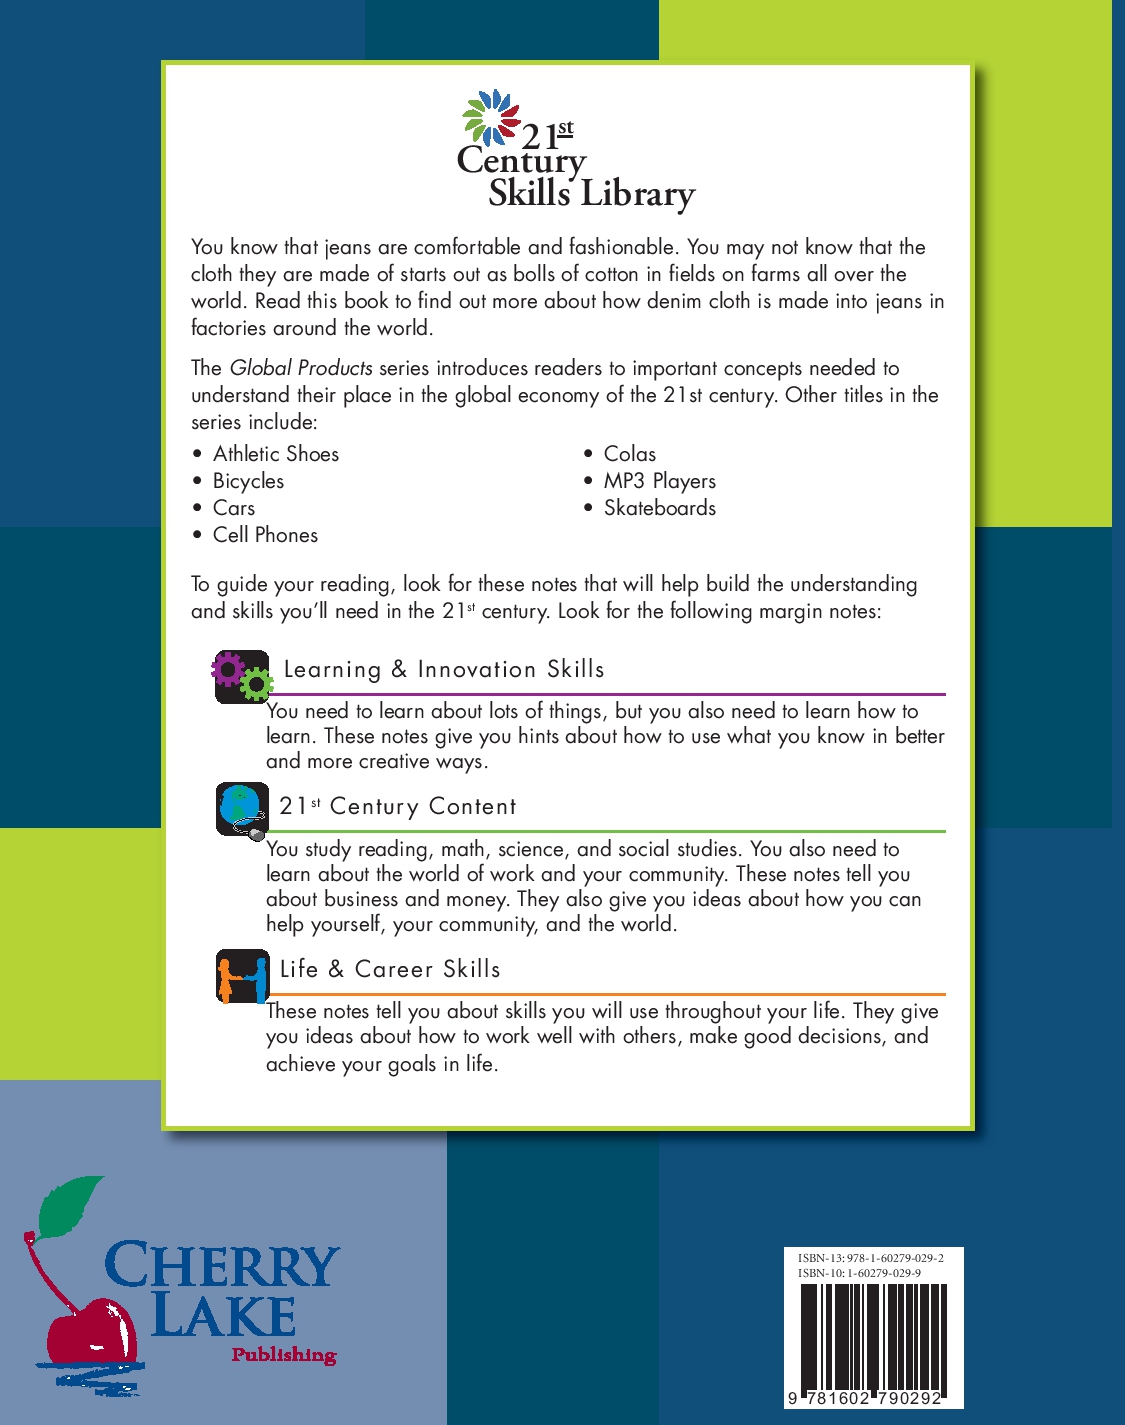 21st
Century
Skills Library
You know that jeans are comfortable and fashionable. You may not know that the
cloth they are made of starts out as bolls of cotton in fields on farms all over the
world. Read this book to find out more about how denim cloth is made into jeans in
factories around the world.
The Global Products series introduces readers to important concepts needed to
understand their place in the global economy of the 21st century. Other titles in the
series include:
• Athletic Shoes
• Bicycles
• Cars
• Cell Phones
• Colas
• MP3 Players
• Skateboards
To guide your reading, look for these notes that will help build the understanding
and skills you’ll need in the 21st century. Look for the following margin notes:
Learning & Innovation Skills
You need to learn about lots of things, but you also need to learn how to
learn. These notes give you hints about how to use what you know in better
and more creative ways.
21st Century Content
You study reading, math, science, and social studies. You also need to
learn about the world of work and your community. These notes tell you
about business and money. They also give you ideas about how you can
help yourself, your community, and the world.
Life & Career Skills
These notes tell you about skills you will use throughout your life. They give
you ideas about how to work well with others, make good decisions, and
achieve your goals in life.
CHERRY
LAKE
Publishing
ISBN-13: 978-1-60279-029-2
ISBN-10: 1-60279-029-9
9 781602 790292